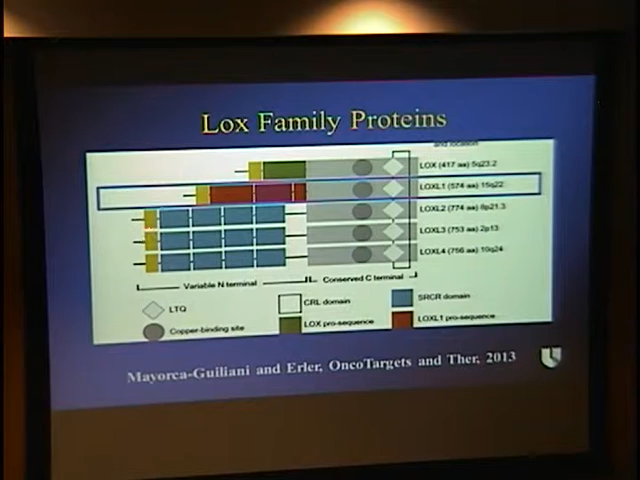 Lox Family Proteins
and location
LOX (417 aa) 5q23.2
LOXL1 (574 aa) 15q22
LOXL2 (774 aa) 8p21.3
LOXL3 (753 aa) 2p13
LOXL4 (756 aa) 10q24
Variable N terminal
Conserved C terminal
LTQ
CRL domain
SRCR domain
Copper-binding site
LOX pro-sequence
LOXL1 pro-sequence
Mayorca-Guiliani and Erler, OncoTargets and Ther, 2013